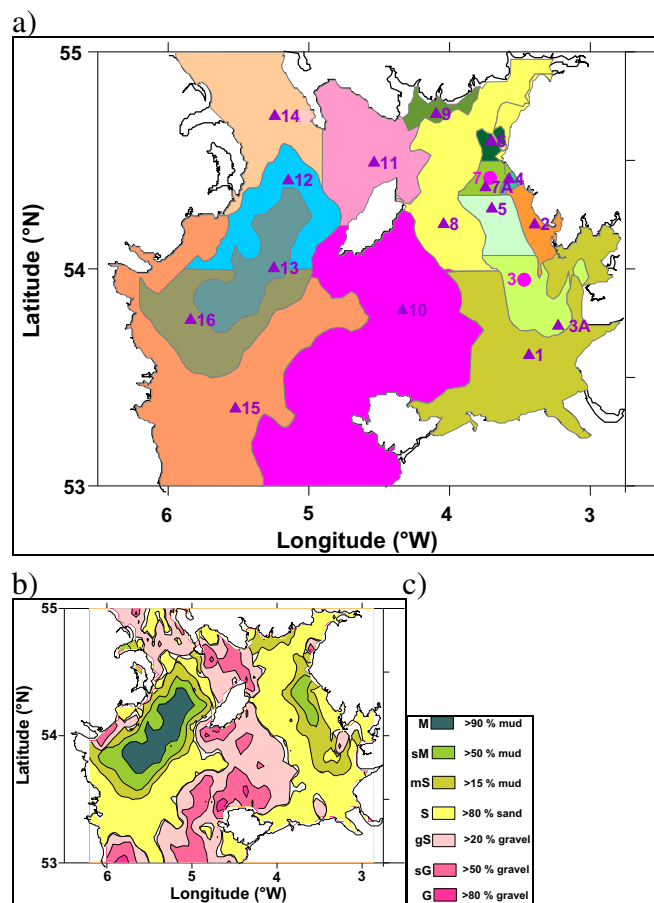 a)
55
14
9
6
11
7
4
12
7A
5
2
8
54
13
3
16
10
3A
1
15
53
6
5
4
3
Latitude (°N)
Longitude (°W)
b)
c)
55
54
53
6
5
4
3
Latitude (°N)
Longitude (°W)
M >90 % mud
sM >50 % mud
mS >15 % mud
S >80 % sand
gS >20 % gravel
sG >50 % gravel
G >80 % gravel